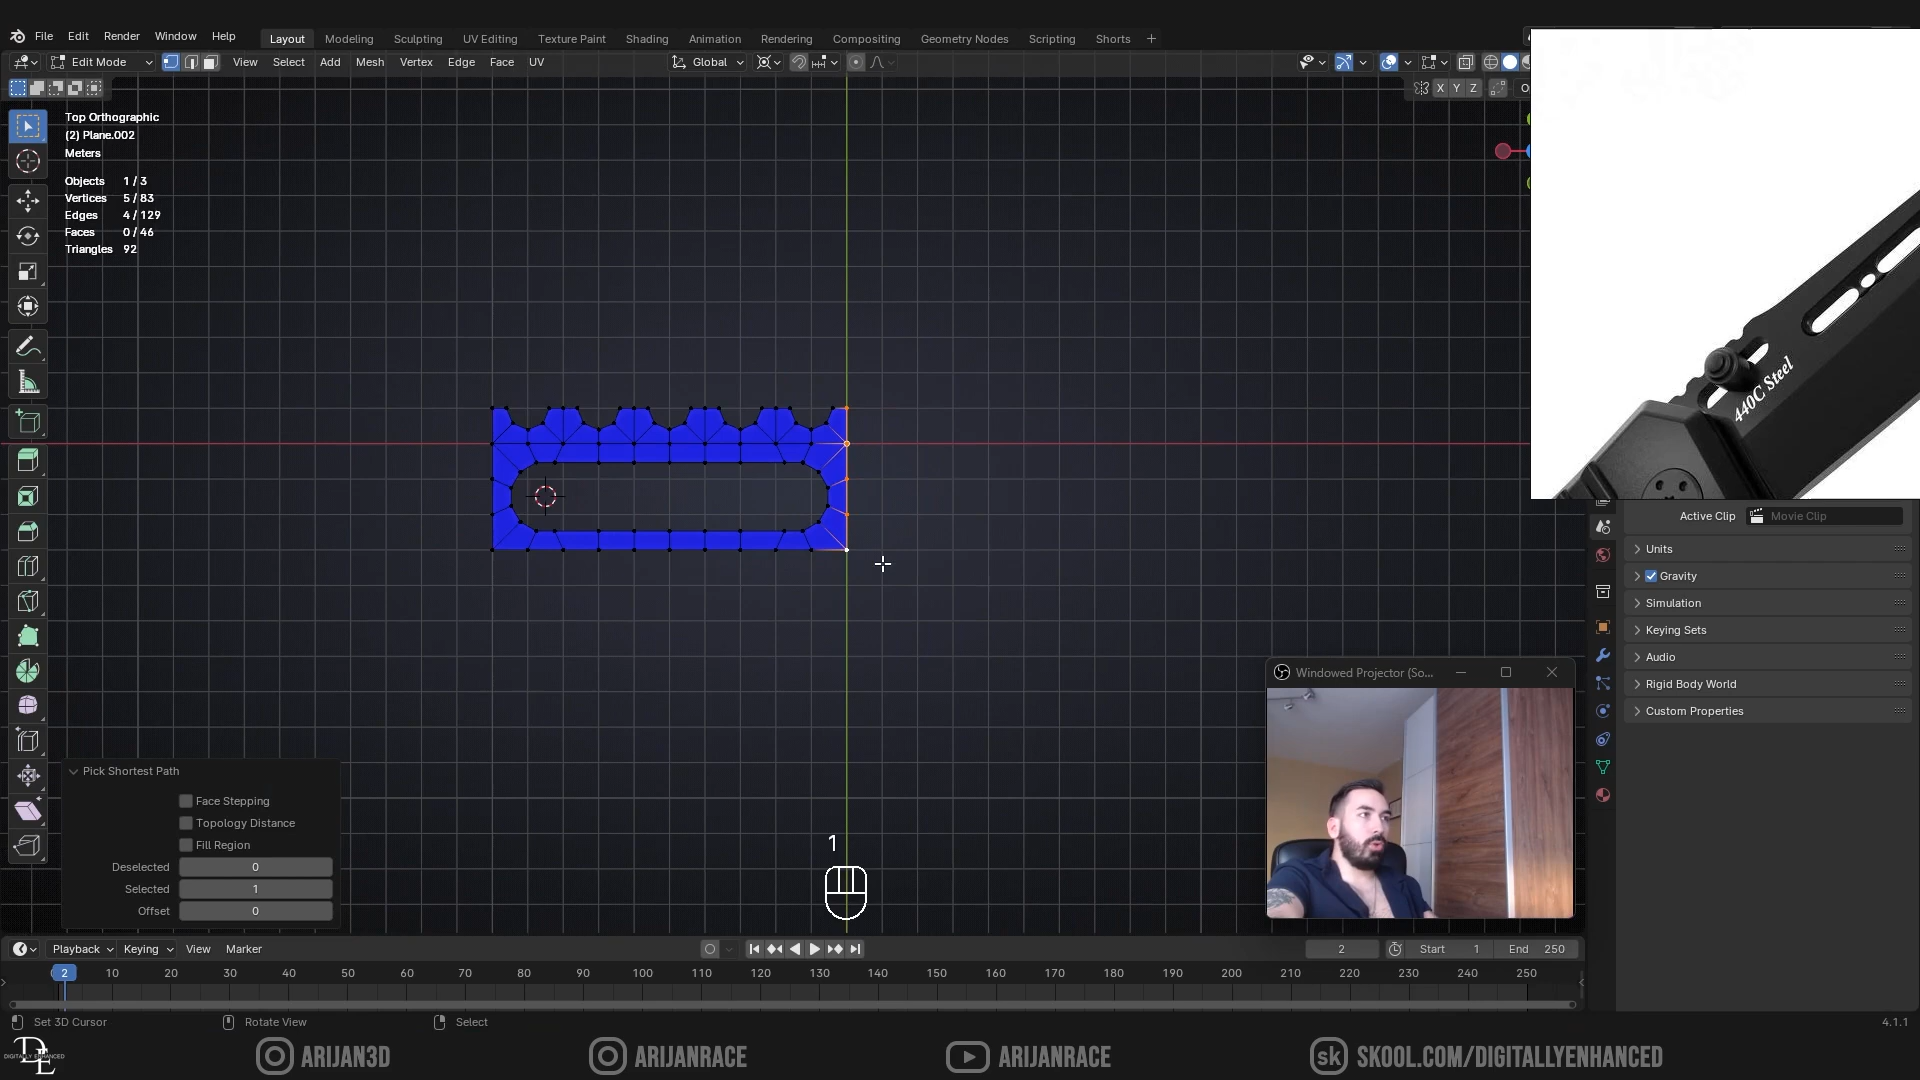 File Edit Render Window Help Layout Modeling Sculpting UV Editing Texture Paint Shading Animation Rendering Compositing Geometry Nodes Scripting Shorts
Edit Mode View Select Add Mesh Vertex Edge Face UV Global
X Y Z
Top Orthographic
(2) Plane.002
Meters
Objects 1 / 3
Vertices 5 / 83
Edges 4 / 129
Faces 0 / 46
Triangles 92
440C Steel
Active Clip Movie Clip
Units
Gravity
Simulation
Keying Sets
Audio
Rigid Body World
Custom Properties
Windowed Projector (So...
Pick Shortest Path
Face Stepping
Topology Distance
Fill Region
Deselected 0
Selected 1
Offset 0
1
Playback Keying View Marker 2 Start 1 End 250
2 10 20 30 40 50 60 70 80 90 100 110 120 130 140 150 160 170 180 190 200 210 220 230 240 250
Set 3D Cursor Rotate View Select 4.1.1
DIGITALLY ENHANCED
ARIJAN3D ARIJANRACE ARIJANRACE sk SKOOL.COM/DIGITALLYENHANCED